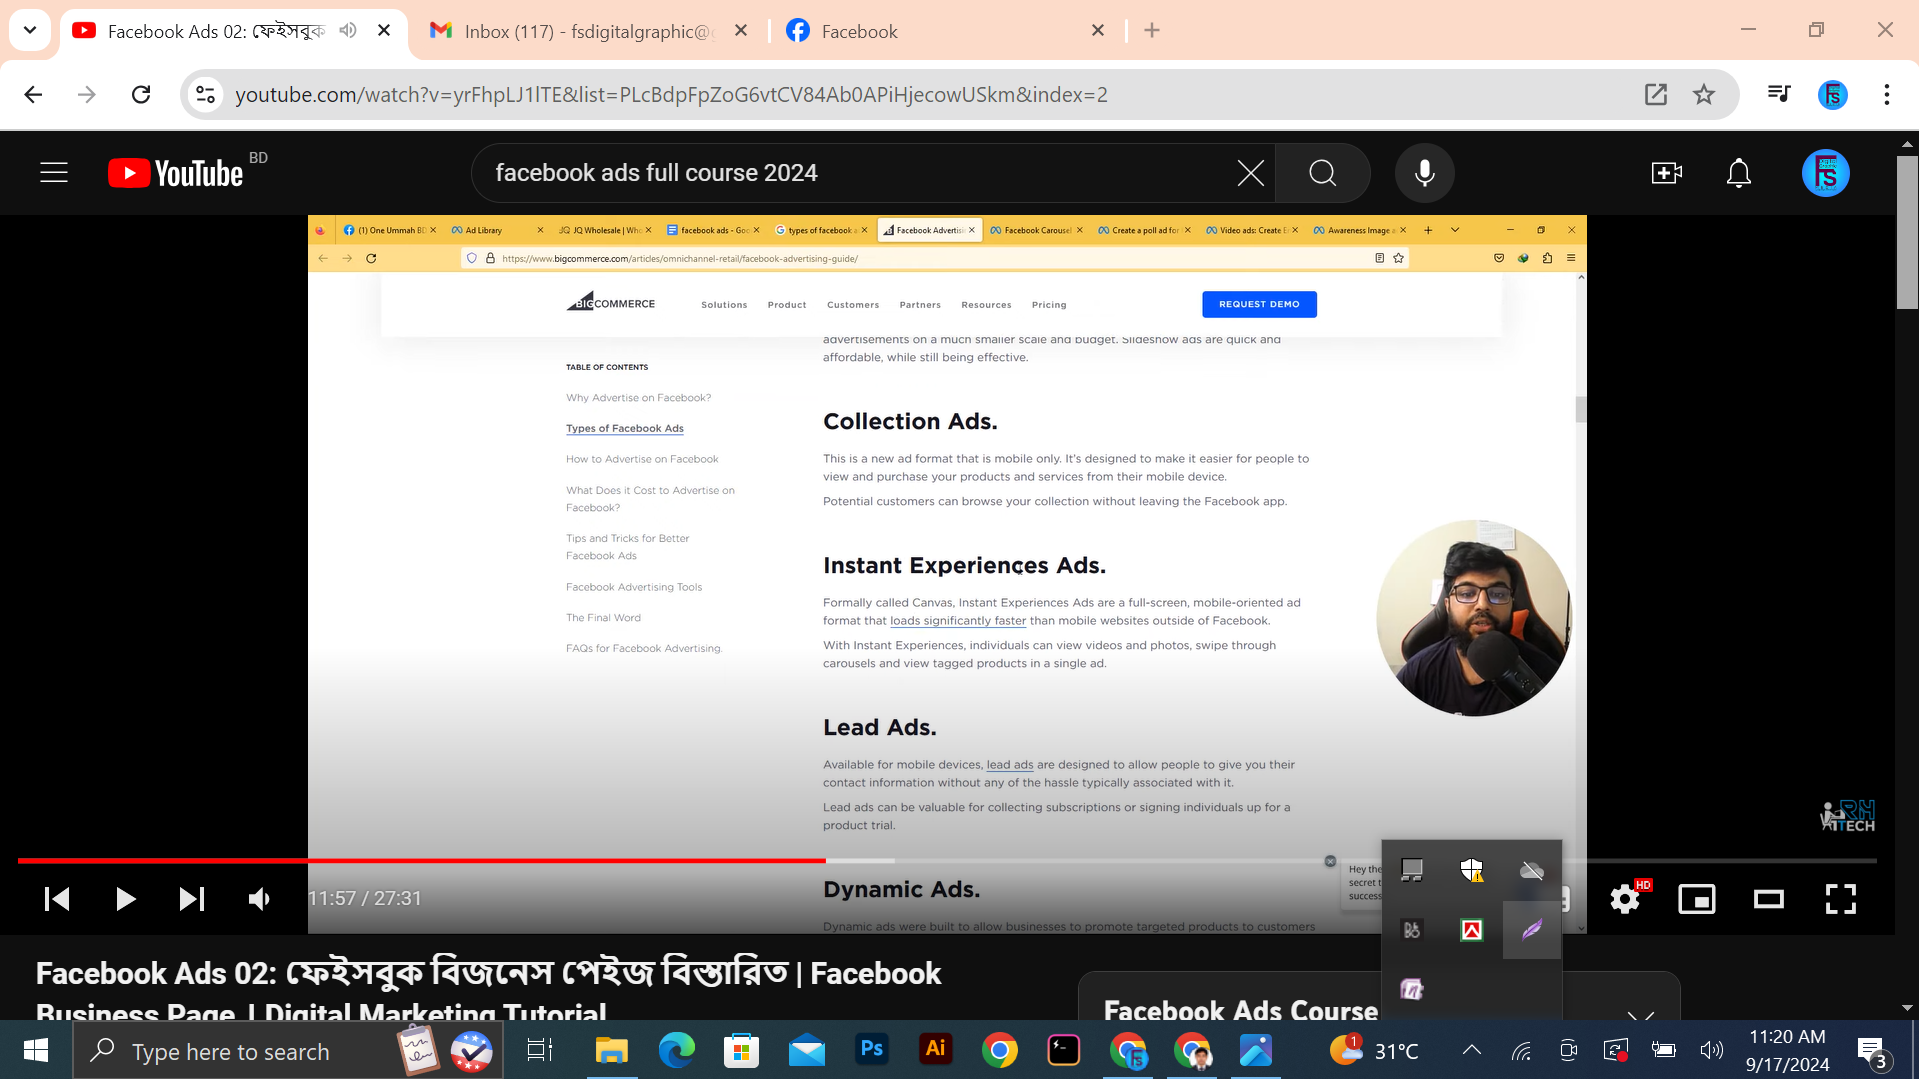 Facebook Ads 02: ফেইসবুক
Inbox (117) - fsdigitalgraphic@g
Facebook
youtube.com/watch?v=yrFhpLJ1lTE&list=PLcBdpFpZoG6vtCV84Ab0APiHjecowUSkm&index=2
YouTube BD
facebook ads full course 2024
(1) One Ummah BD
Ad Library
JQ Wholesale | Who
facebook ads - Goo
types of facebook a
Facebook Advertisi
Facebook Carousel
Create a poll ad for
Video ads: Create E
Awareness Image a
https://www.bigcommerce.com/articles/omnichannel-retail/facebook-advertising-guide/
BIGCOMMERCE
Solutions
Product
Customers
Partners
Resources
Pricing
REQUEST DEMO
TABLE OF CONTENTS
Why Advertise on Facebook?
Types of Facebook Ads
How to Advertise on Facebook
What Does it Cost to Advertise on
Facebook?
Tips and Tricks for Better
Facebook Ads
Facebook Advertising Tools
The Final Word
FAQs for Facebook Advertising.
advertisements on a much smaller scale and budget. Slideshow ads are quick and
affordable, while still being effective.
Collection Ads.
This is a new ad format that is mobile only. It's designed to make it easier for people to
view and purchase your products and services from their mobile device.
Potential customers can browse your collection without leaving the Facebook app.
Instant Experiences Ads.
Formally called Canvas, Instant Experiences Ads are a full-screen, mobile-oriented ad
format that loads significantly faster than mobile websites outside of Facebook.
With Instant Experiences, individuals can view videos and photos, swipe through
carousels and view tagged products in a single ad.
Lead Ads.
Available for mobile devices, lead ads are designed to allow people to give you their
contact information without any of the hassle typically associated with it.
Lead ads can be valuable for collecting subscriptions or signing individuals up for a
product trial.
Dynamic Ads.
Dynamic ads were built to allow businesses to promote targeted products to customers
Hey the
secret t
success
RH
TECH
11:57 / 27:31
HD
Facebook Ads 02: ফেইসবুক বিজনেস পেইজ বিস্তারিত | Facebook
Business Page | Digital Marketing Tutorial
Facebook Ads Course
Type here to search
Ps
Ai
1
31°C
11:20 AM
9/17/2024
3